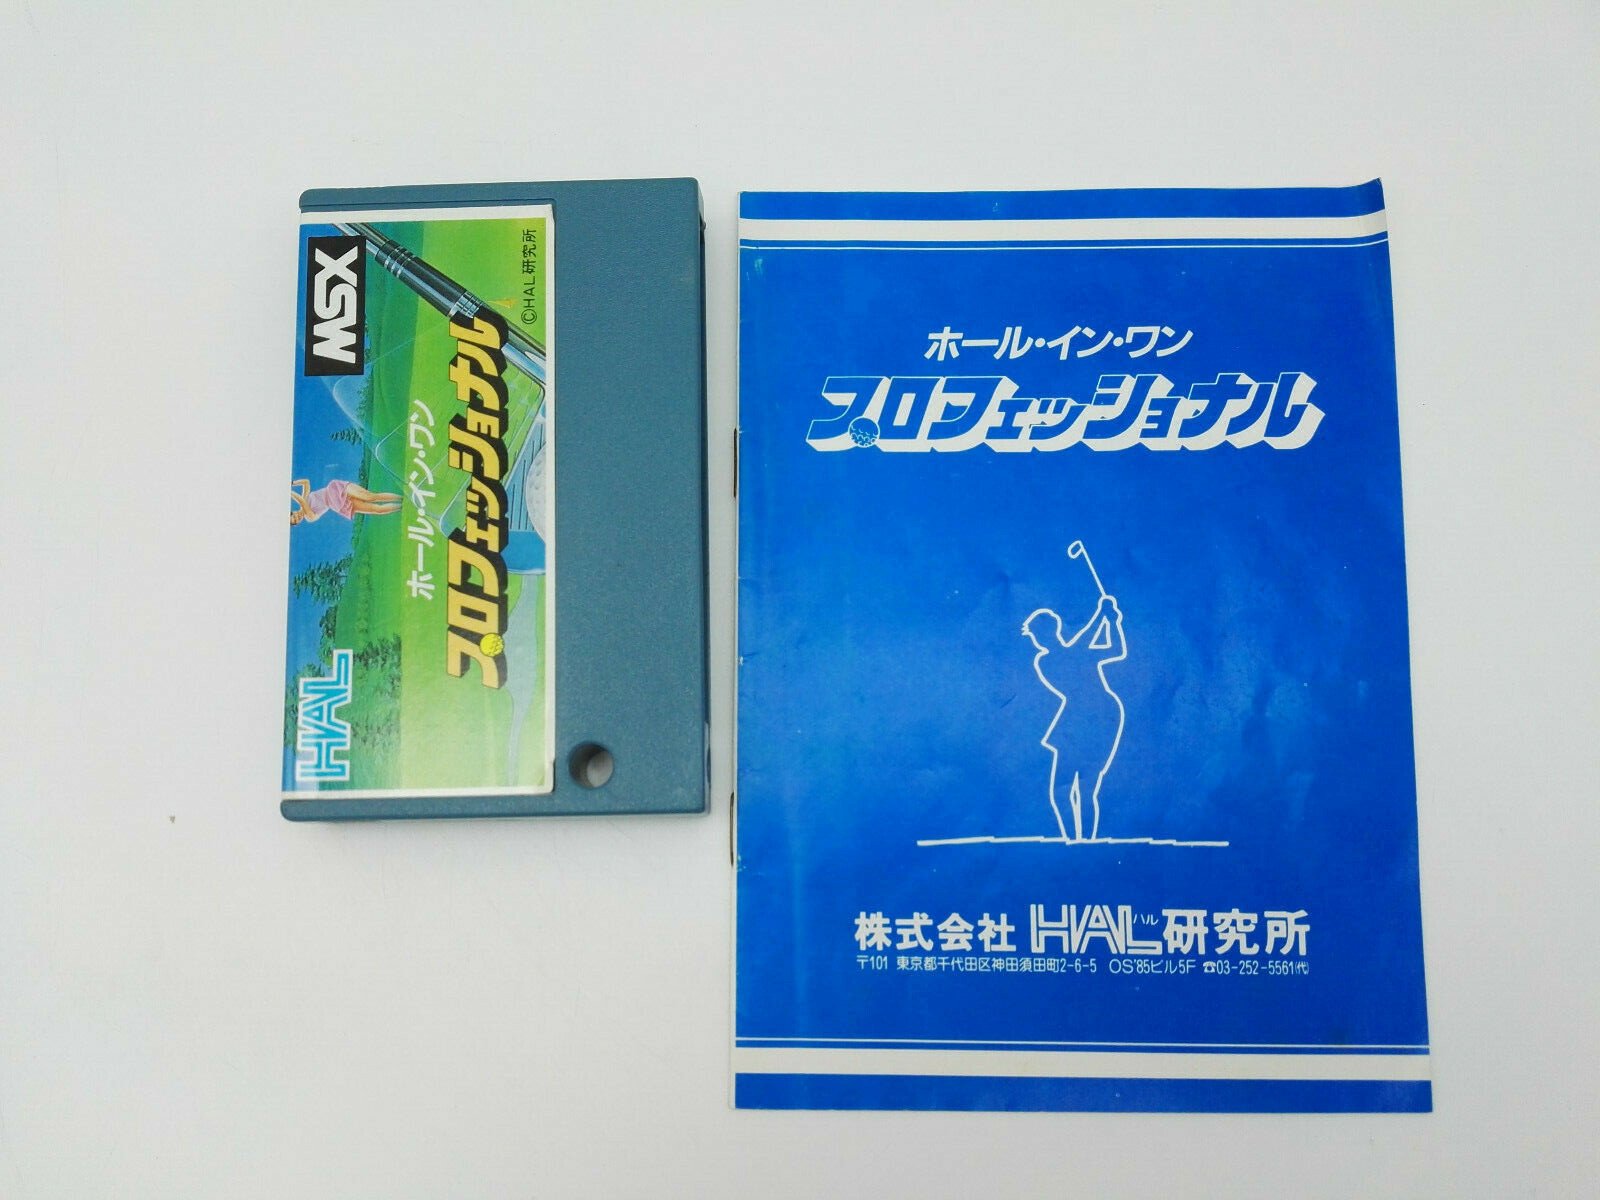 MSX
HAL
ホール・イン・ワン
プロフェッショナル
©HAL研究所
ホール・イン・ワン
プロフェッショナル
株式会社 HAL研究所
ハル
〒101 東京都千代田区神田須田町2-6-5 OS'85ビル5F ☎03-252-5561(代)